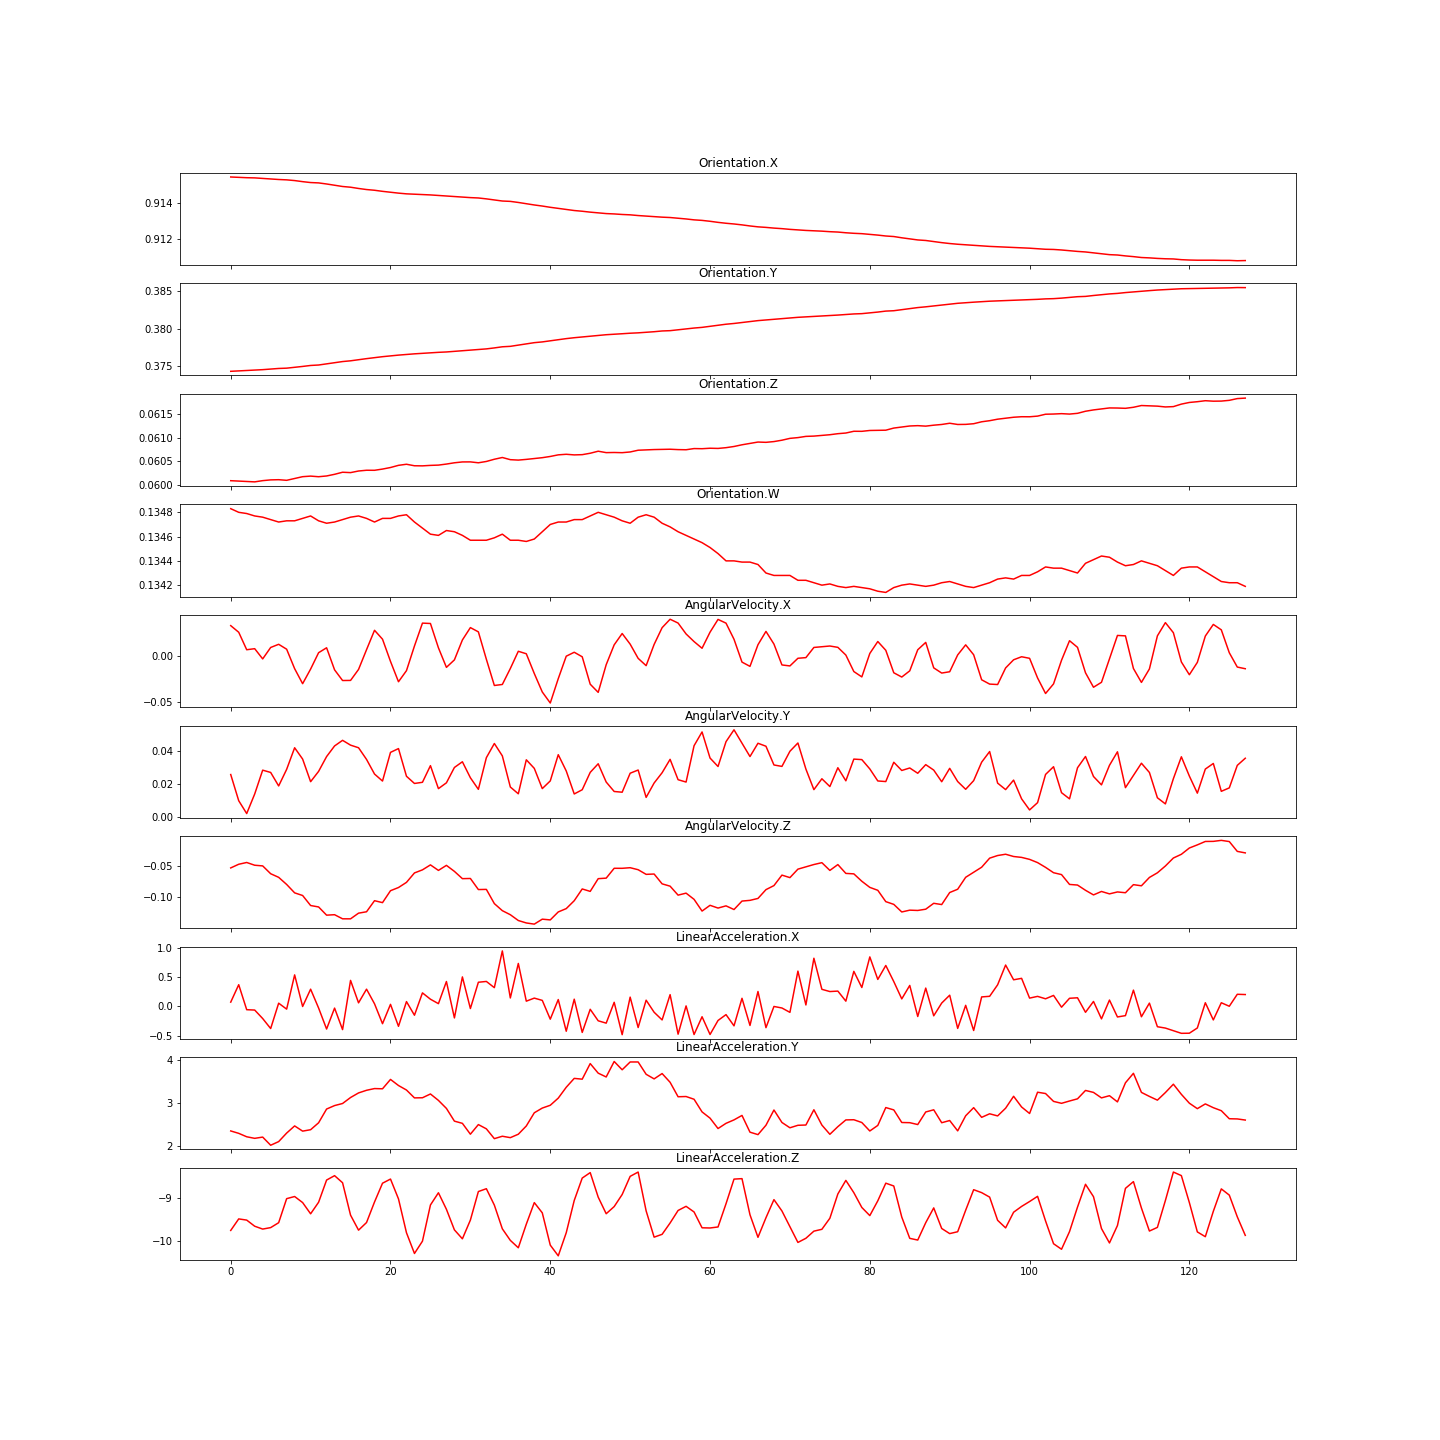 Orientation.X
0.914
0.912
Orientation.Y
0.385
0.380
0.375
Orientation.Z
0.0615
0.0610
0.0605
0.0600
Orientation.W
0.1348
0.1346
0.1344
0.1342
AngularVelocity.X
0.00
−0.05
AngularVelocity.Y
0.04
0.02
0.00
AngularVelocity.Z
−0.05
−0.10
LinearAcceleration.X
1.0
0.5
0.0
−0.5
LinearAcceleration.Y
4
3
2
LinearAcceleration.Z
−9
−10
0 20 40 60 80 100 120